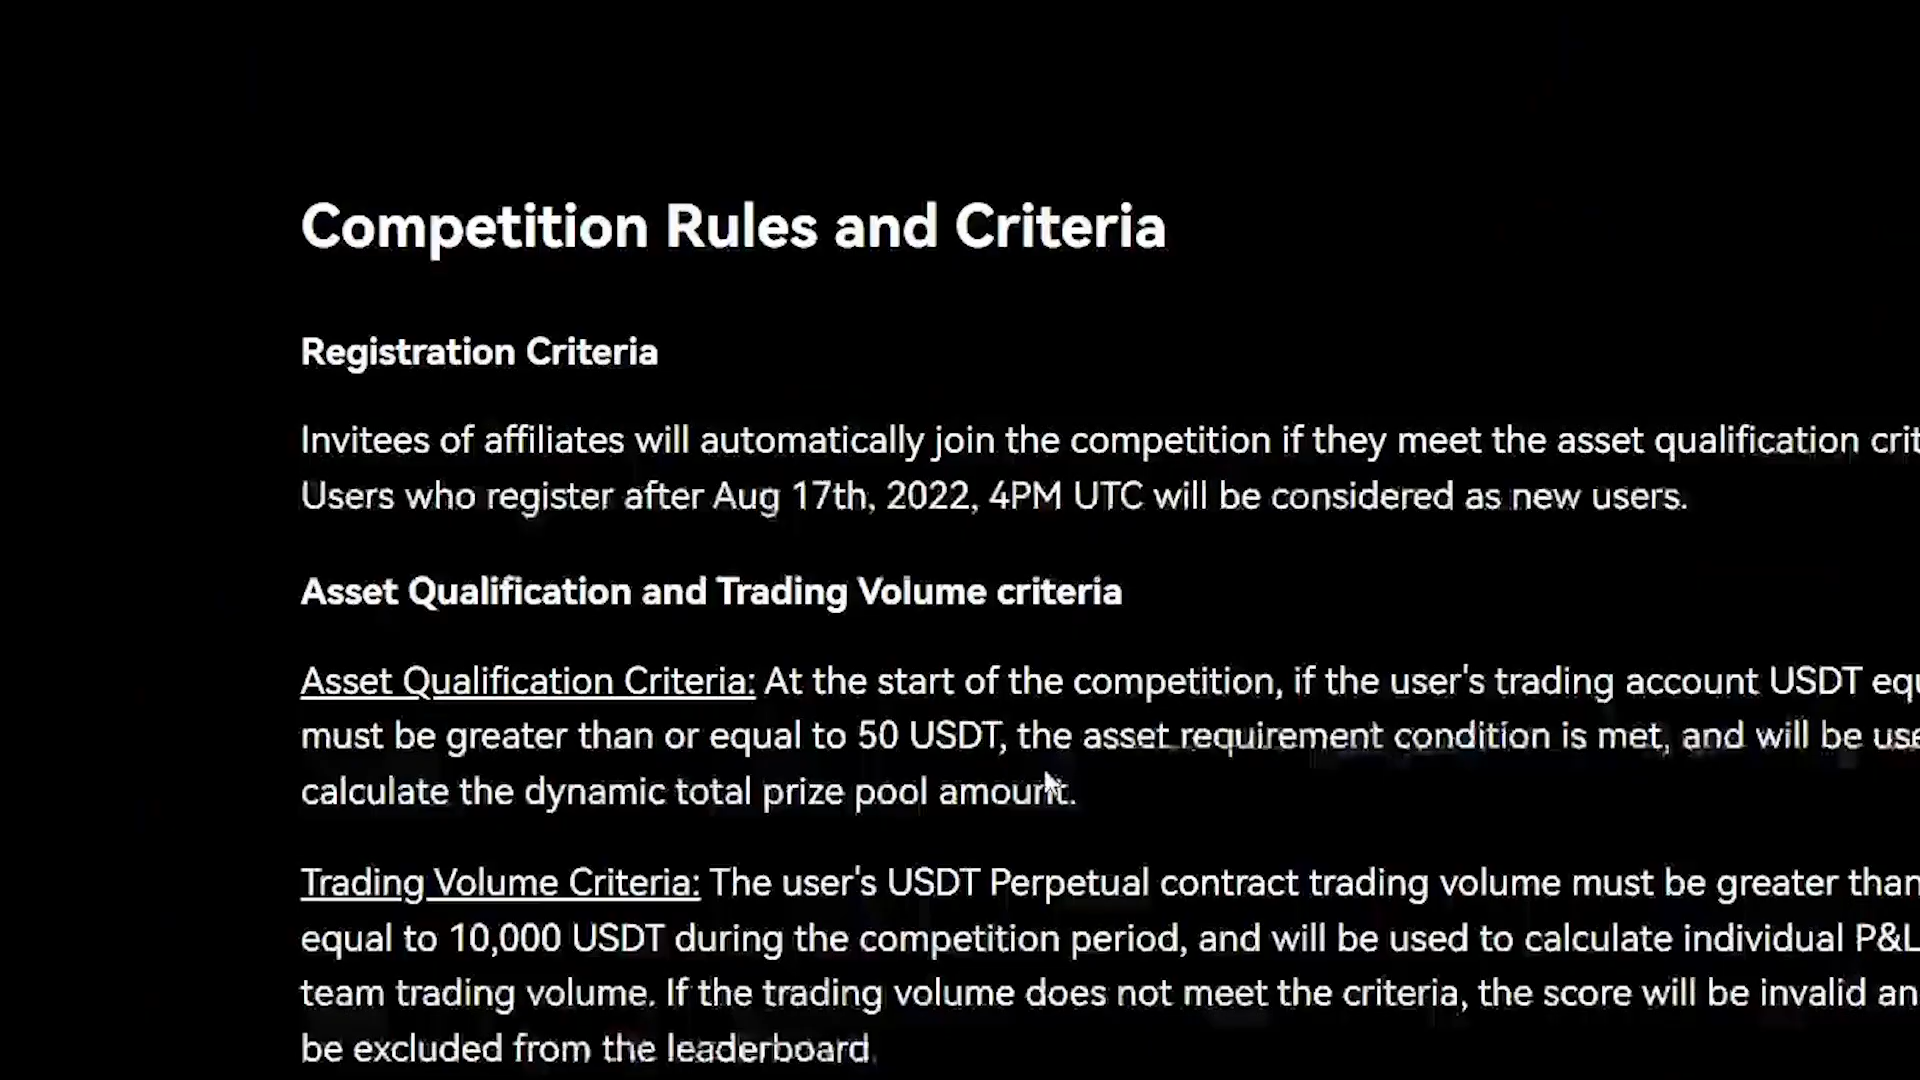 Competition Rules and Criteria
Registration Criteria
Invitees of affiliates will automatically join the competition if they meet the asset qualification
Users who register after Aug 17th, 2022, 4PM UTC will be considered as new users.
Asset Qualification and Trading Volume criteria
Asset Qualification Criteria: At the start of the competition, if the user's trading account USDT
must be greater than or equal to 50 USDT, the asset requirement condition is met, and will be
calculate the dynamic total prize pool amount.
Trading Volume Criteria: The user's USDT Perpetual contract trading volume must be greater than
equal to 10,000 USDT during the competition period, and will be used to calculate individual P&L
team trading volume. If the trading volume does not meet the criteria, the score will be invalid
be excluded from the leaderboard.